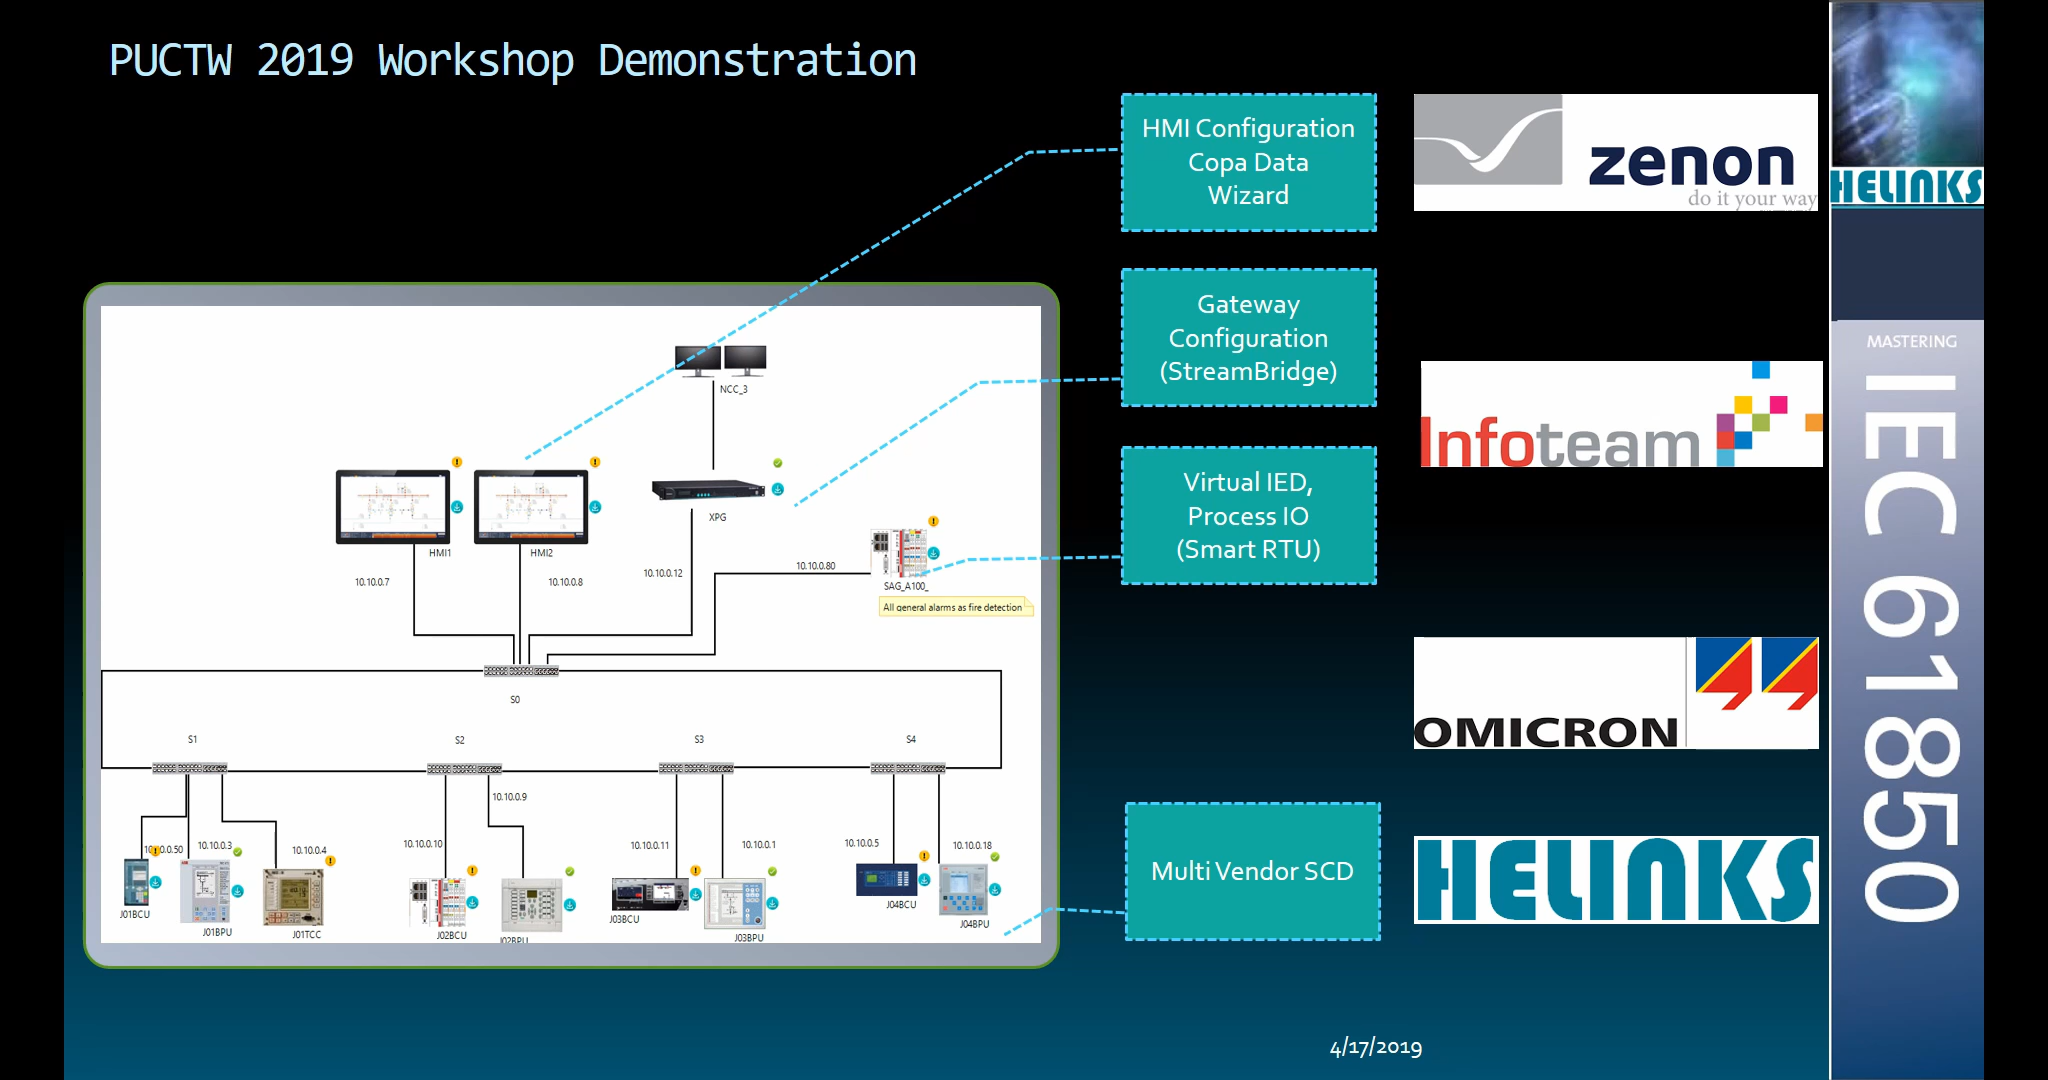 PUCTW 2019 Workshop Demonstration
HMI Configuration
Copa Data
Wizard
zenon
do it your way
HELINKS
Gateway
Configuration
(StreamBridge)
Infoteam
Virtual IED,
Process IO
(Smart RTU)
OMICRON
Multi Vendor SCD
HELINKS
MASTERING
IEC 61850
NCC_3
HMI1
HMI2
XPG
10.10.0.7
10.10.0.8
10.10.0.12
10.10.0.80
SAG_A100_
All general alarms as fire detection
S0
S1
S2
S3
S4
10.10.0.9
10.10.0.3
10.10.0.4
10.10.0.10
10.10.0.11
10.10.0.1
10.10.0.5
10.10.0.18
J01BCU
J01BPU
J01TCC
J02BCU
J02BPU
J03BCU
J03BPU
J04BCU
J04BPU
4/17/2019